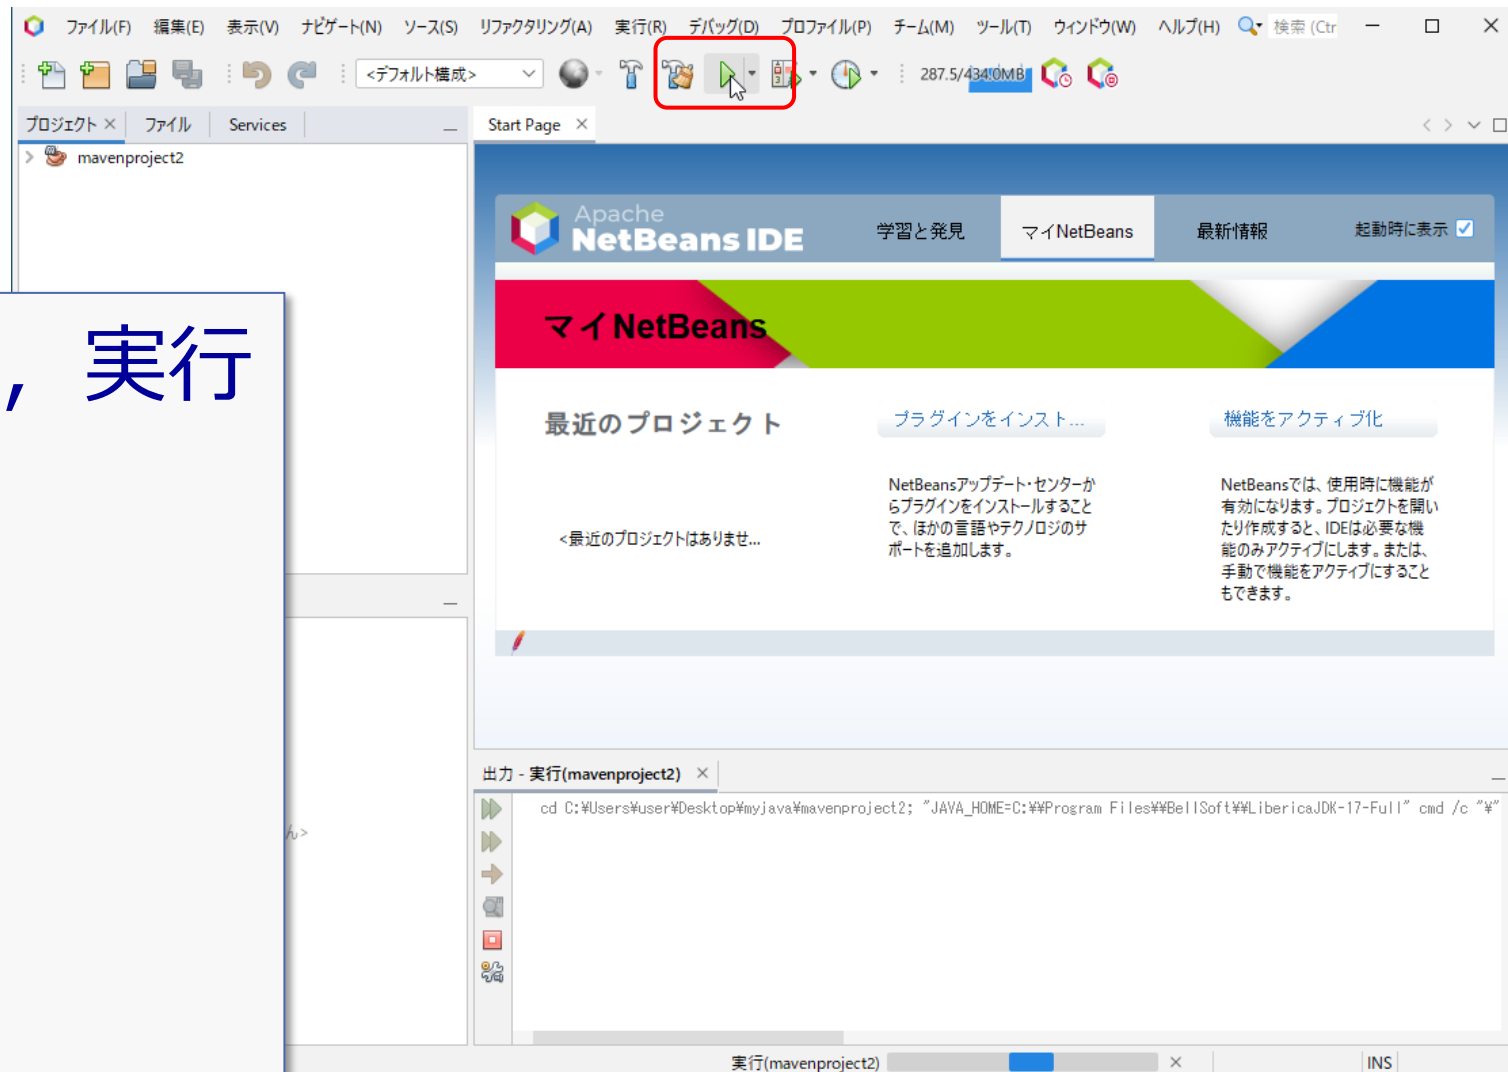 ファイル(F) 編集(E) 表示(V) ナビゲート(N) ソース(S) リファクタリング(A) 実行(R) デバッグ(D) プロファイル(P) チーム(M) ツール(T) ウィンドウ(W) ヘルプ(H) 検索 (Ctr
<デフォルト構成> 287.5/434.0MB
プロジェクト ファイル Services Start Page
mavenproject2
Apache
NetBeans IDE
学習と発見 マイNetBeans 最新情報 起動時に表示
マイNetBeans
, 実行
最近のプロジェクト
<最近のプロジェクトはありませ...
プラグインをインスト...
NetBeansアップデート・センターか
らプラグインをインストールすること
で、ほかの言語やテクノロジのサ
ポートを追加します。
機能をアクティブ化
NetBeansでは、使用時に機能が
有効になります。プロジェクトを開い
たり作成すると、IDEは必要な機
能のみアクティブにします。または、
手動で機能をアクティブにすること
もできます。
出力 - 実行(mavenproject2)
cd C:¥Users¥user¥Desktop¥myjava¥mavenproject2; "JAVA_HOME=C:¥¥Program Files¥¥BellSoft¥¥LibericaJDK-17-Full" cmd /c "¥"
ん>
実行(mavenproject2) INS